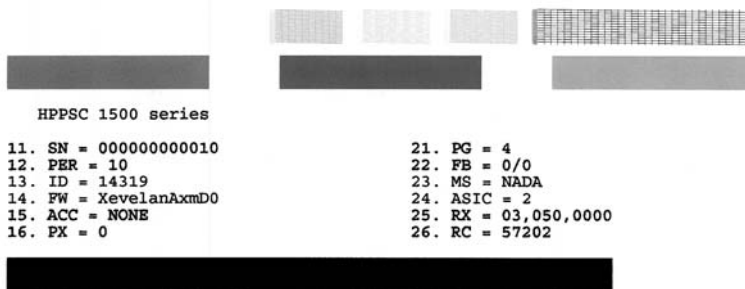 HPPSC 1500 series
11. SN = 000000000010
12. PER = 10
13. ID = 14319
14. FW = XevelanAxmD0
15. ACC = NONE
16. PX = 0
21. PG = 4
22. FB = 0/0
23. MS = NADA
24. ASIC = 2
25. RX = 03,050,0000
26. RC = 57202